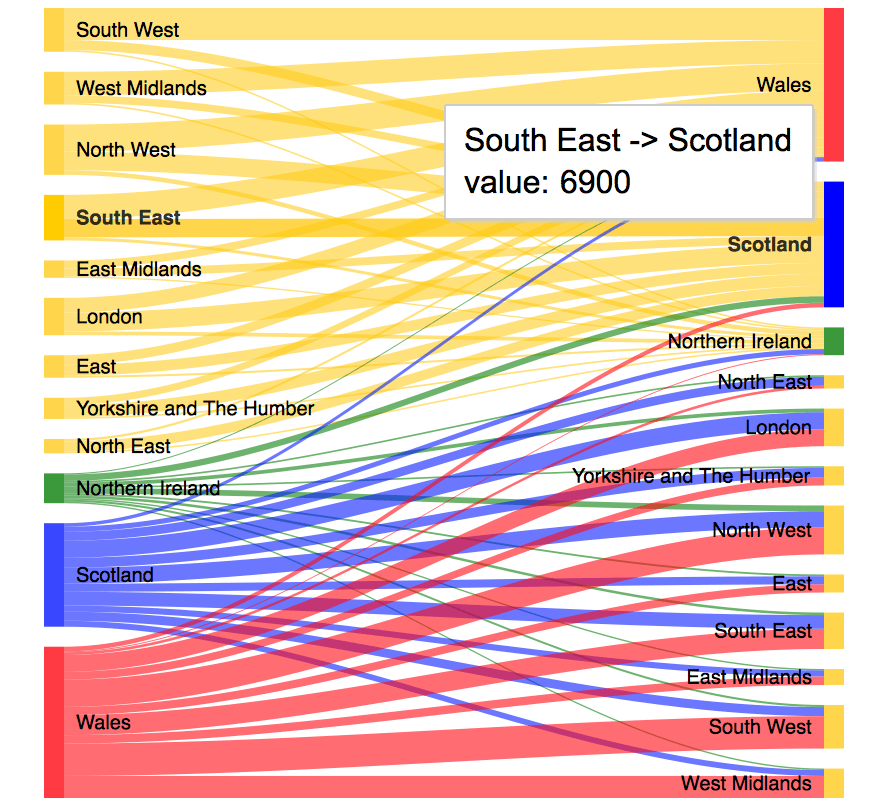 South West
West Midlands
North West
South East
East Midlands
London
East
Yorkshire and The Humber
North East
Northern Ireland
Scotland
Wales
South East -> Scotland
value: 6900
Wales
Scotland
Northern Ireland
North East
London
Yorkshire and The Humber
North West
East
South East
East Midlands
South West
West Midlands